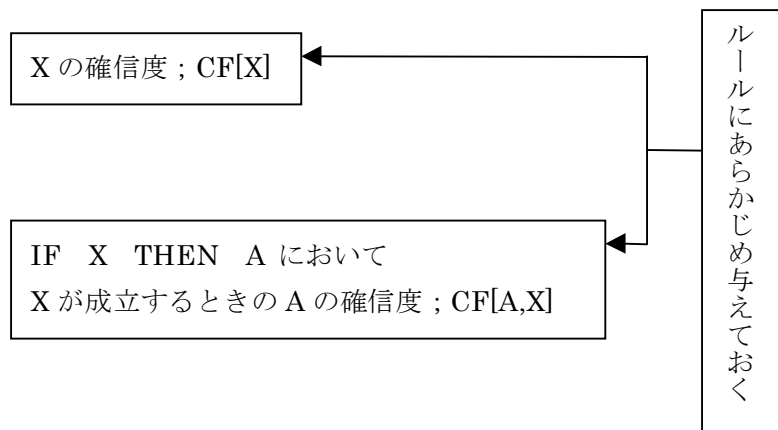 X の確信度；CF[X]
IF　X　THEN　A において
X が成立するときの A の確信度；CF[A,X]
ルールにあらかじめ与えておく